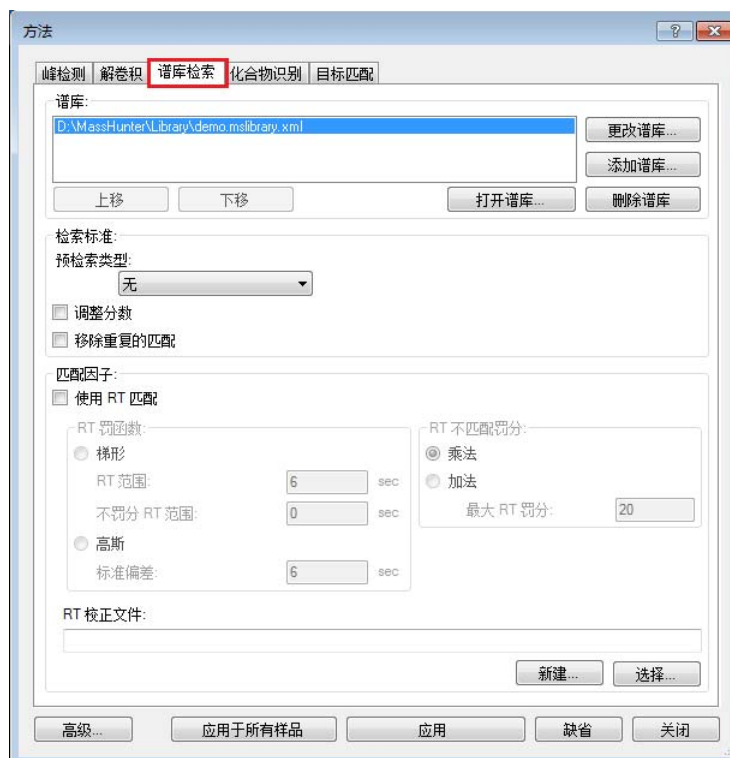 方法
峰检测 解卷积 谱库检索 化合物识别 目标匹配
谱库:
D:\MassHunter\Library\demo.mslibrary.xml
更改谱库...
添加谱库...
上移 下移 打开谱库... 删除谱库
检索标准:
预检索类型:
无
调整分数
移除重复的匹配
匹配因子:
使用 RT 匹配
RT 罚函数: RT 不匹配罚分:
梯形 乘法
RT 范围: 6 sec 加法
不罚分 RT 范围: 0 sec 最大 RT 罚分: 20
高斯
标准偏差: 6 sec
RT 校正文件:
新建... 选择...
高级... 应用于所有样品 应用 缺省 关闭